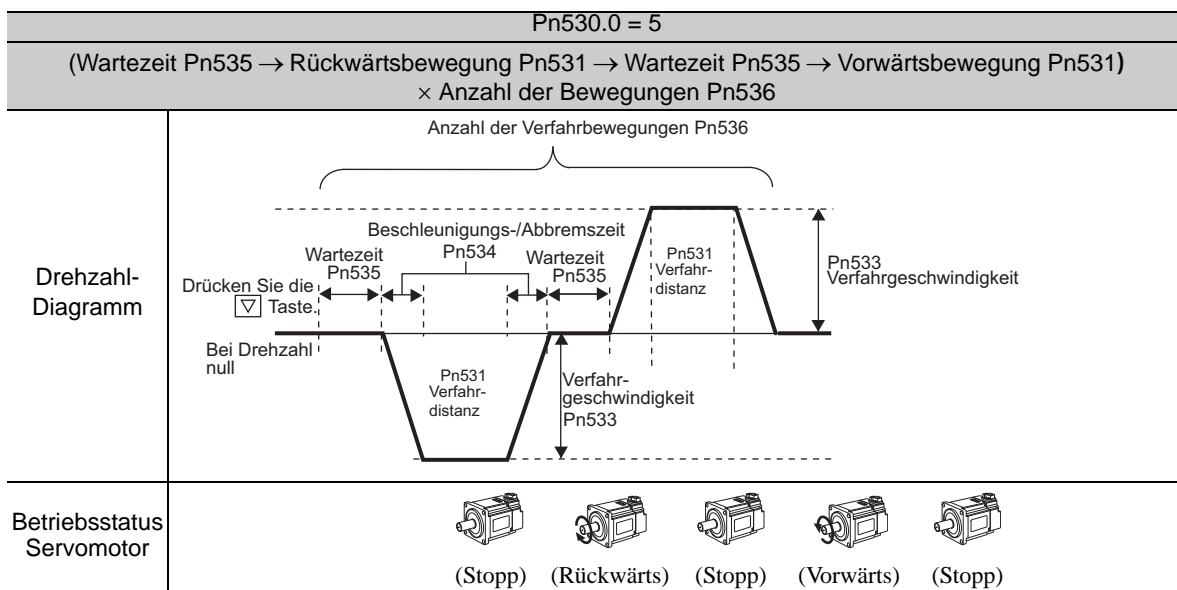 Pn530.0 = 5
(Wartezeit Pn535 → Rückwärtsbewegung Pn531 → Wartezeit Pn535 → Vorwärtsbewegung Pn531)
× Anzahl der Bewegungen Pn536
Drehzahl-
Diagramm
Anzahl der Verfahrbewegungen Pn536
Beschleunigungs-/Abbremszeit
Pn534
Wartezeit
Pn535
Wartezeit
Pn535
Drücken Sie die
▽ Taste.
Bei Drehzahl
null
Pn531
Verfahr-
distanz
Verfahr-
geschwindigkeit
Pn533
Pn531
Verfahr-
distanz
Pn533
Verfahrgeschwindigkeit
Betriebsstatus
Servomotor
(Stopp) (Rückwärts) (Stopp) (Vorwärts) (Stopp)